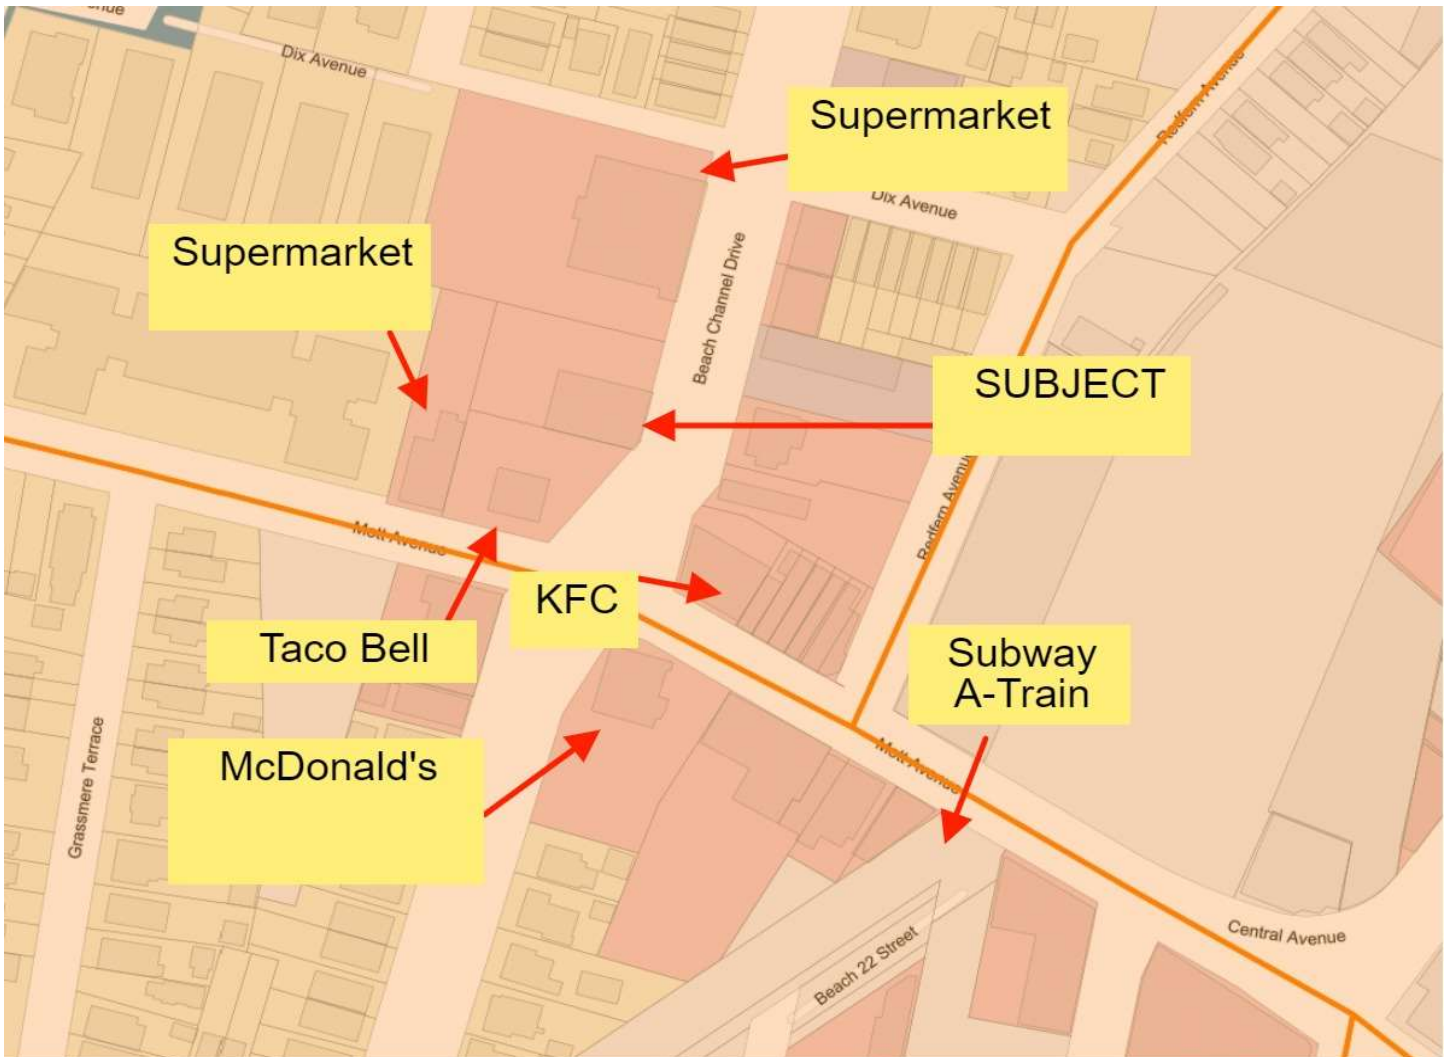 Dix Avenue
Supermarket
Redfern Avenue
Dix Avenue
Supermarket
Beach Channel Drive
SUBJECT
Redfern Avenue
Mott Avenue
KFC
Taco Bell
Subway
A-Train
McDonald's
Grassmere Terrace
Mott Avenue
Central Avenue
Beach 22 Street